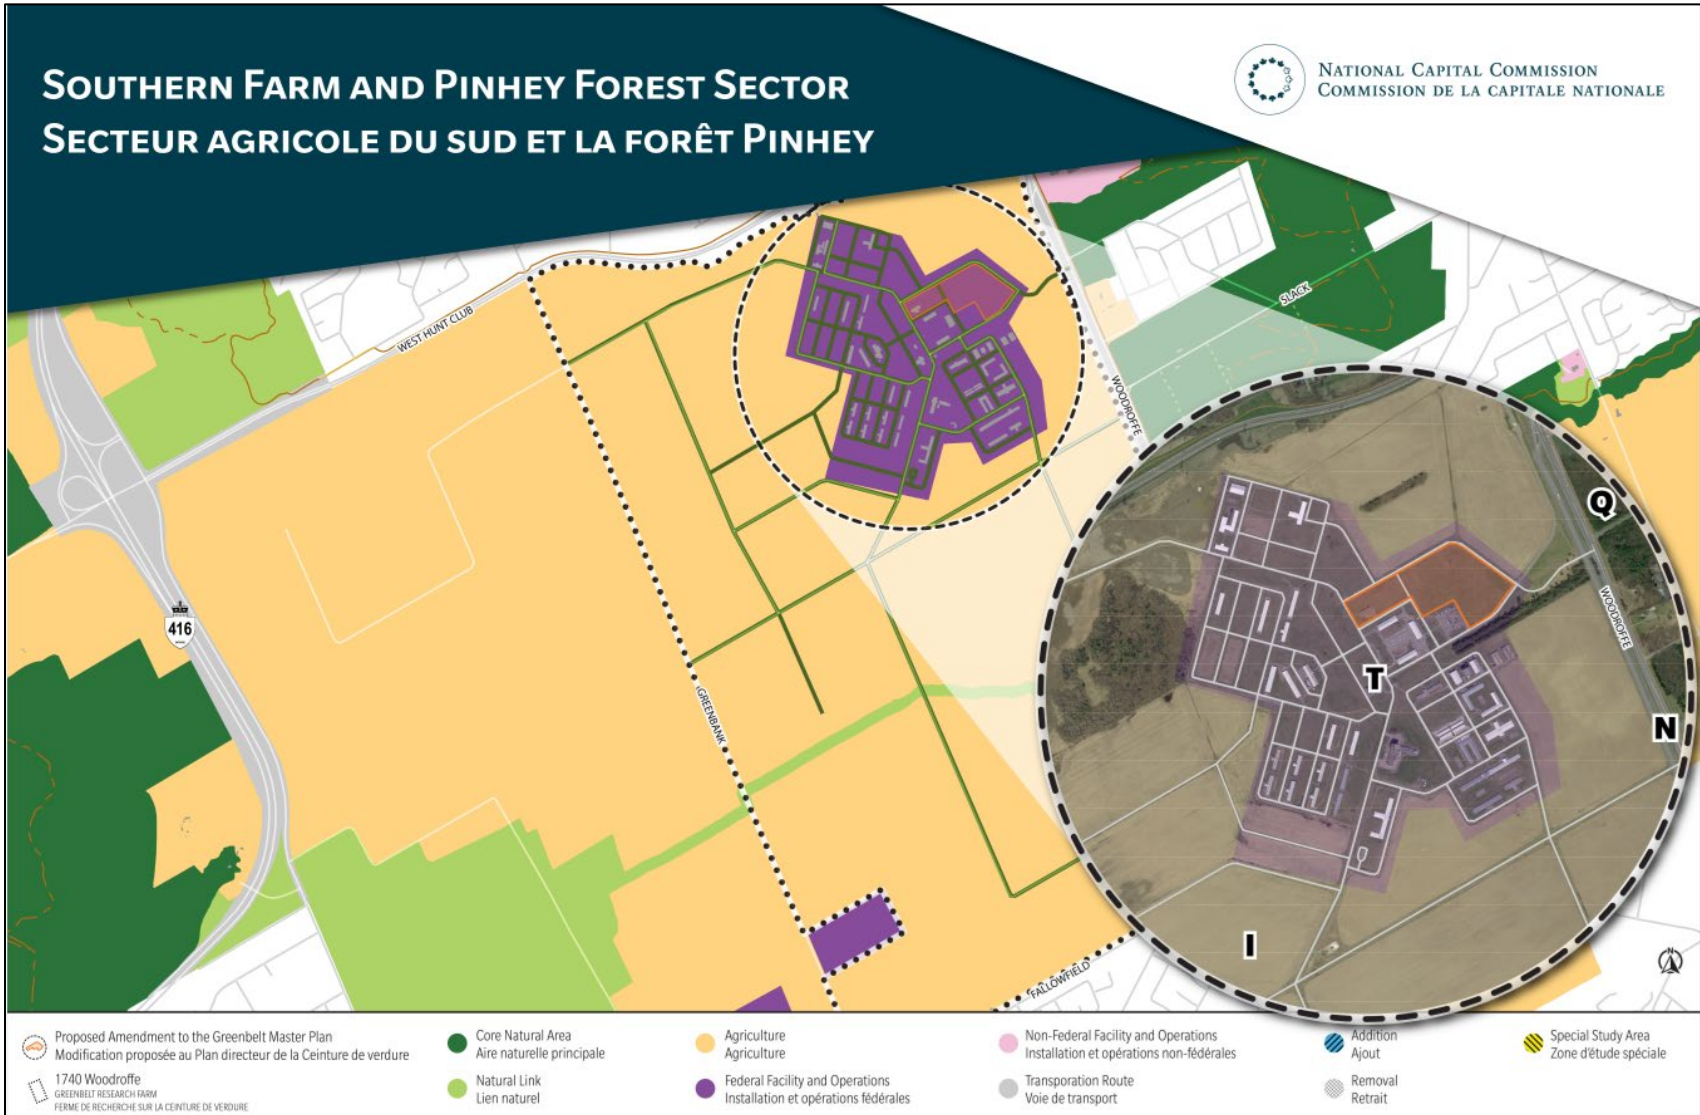 SOUTHERN FARM AND PINHEY FOREST SECTOR
SECTEUR AGRICOLE DU SUD ET LA FORÊT PINHEY
NATIONAL CAPITAL COMMISSION
COMMISSION DE LA CAPITALE NATIONALE
WEST HUNT CLUB
SLACK
WOODROFFE
416
GREENBANK
FALLOWFIELD
Q
WOODROFFE
T
N
I
N
Proposed Amendment to the Greenbelt Master Plan
Modification proposée au Plan directeur de la Ceinture de verdure
1740 Woodroffe
GREENBELT RESEARCH FARM
FERME DE RECHERCHE SUR LA CEINTURE DE VERDURE
Core Natural Area
Aire naturelle principale
Natural Link
Lien naturel
Agriculture
Agriculture
Federal Facility and Operations
Installation et opérations fédérales
Non-Federal Facility and Operations
Installation et opérations non-fédérales
Transporation Route
Voie de transport
Addition
Ajout
Removal
Retrait
Special Study Area
Zone d'étude spéciale